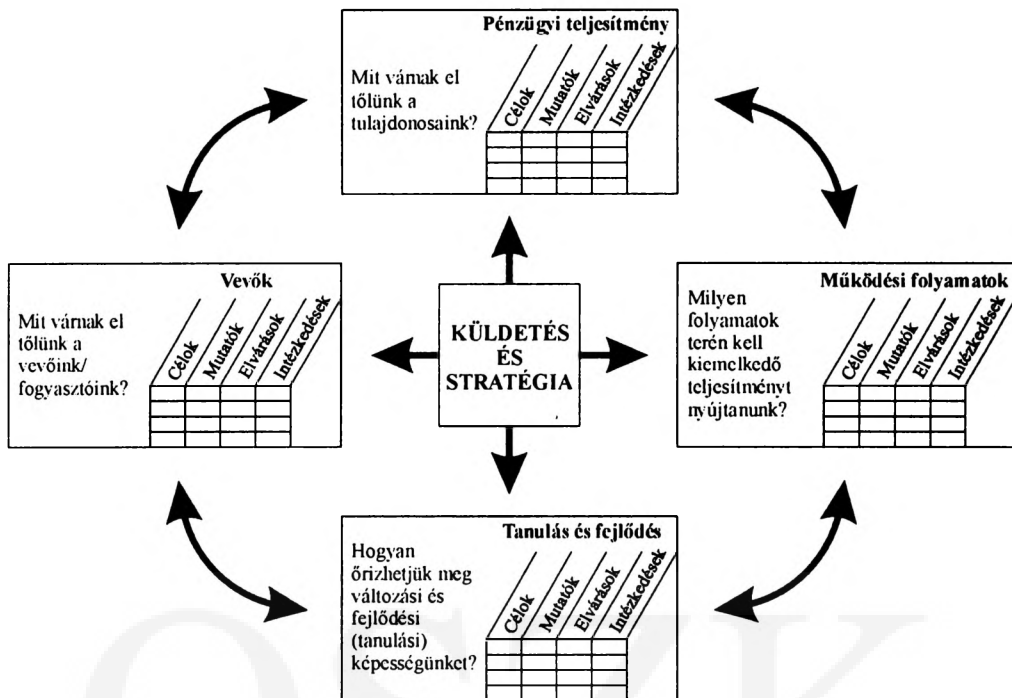 Pénzügyi teljesítmény
Mit várnak el
tőlünk a
tulajdonosaink?
Célok
Mutatók
Elvárások
Intézkedések
Vevők
Mit várnak el
tőlünk a
vevőink/
fogyasztóink?
Célok
Mutatók
Elvárások
Intézkedések
KÜLDETÉS
ÉS
STRATÉGIA
Működési folyamatok
Milyen
folyamatok
terén kell
kiemelkedő
teljesítményt
nyújtanunk?
Célok
Mutatók
Elvárások
Intézkedések
Tanulás és fejlődés
Hogyan
őrizhetjük meg
változási és
fejlődési
(tanulási)
képességünket?
Célok
Mutatók
Elvárások
Intézkedések
OSZK